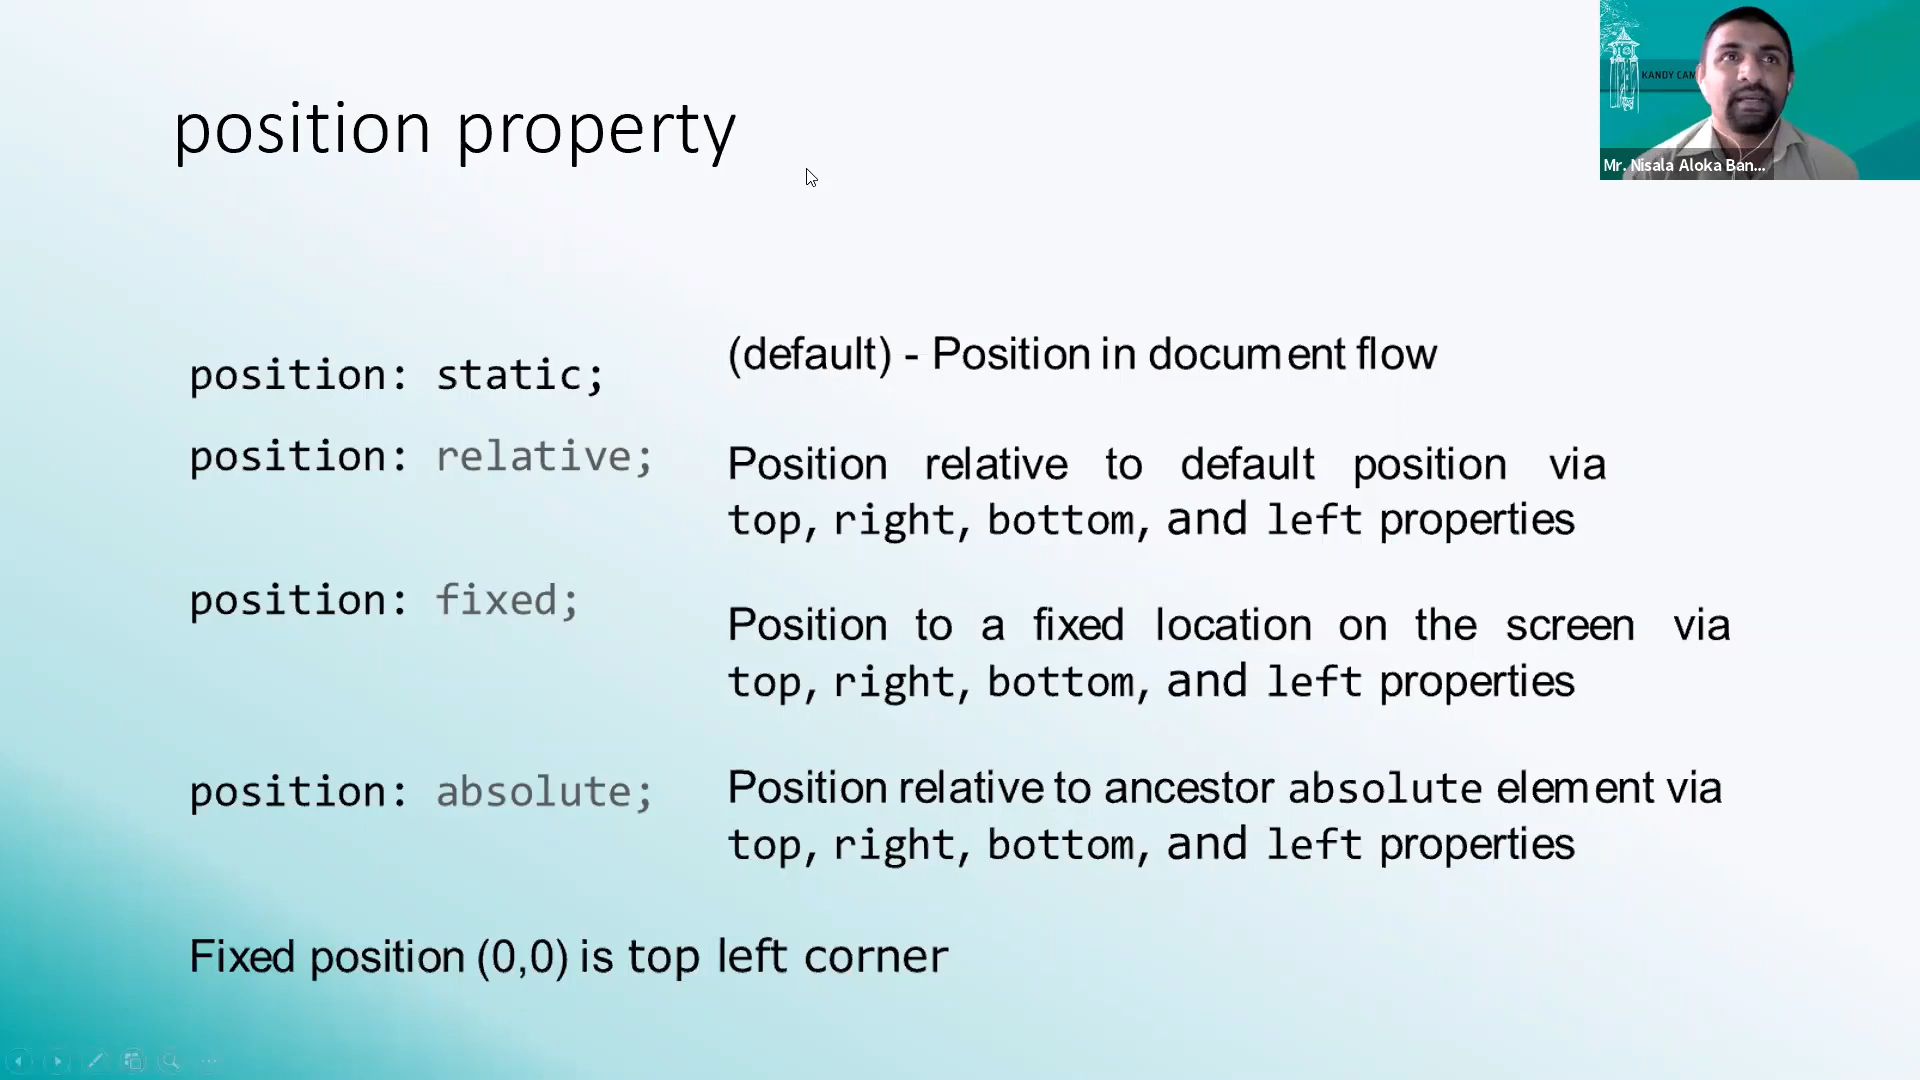 position property
KANDY CAM
Mr. Nisala Aloka Ban...
position: static;
(default) - Position in document flow
position: relative;
Position relative to default position via
top, right, bottom, and left properties
position: fixed;
Position to a fixed location on the screen via
top, right, bottom, and left properties
position: absolute;
Position relative to ancestor absolute element via
top, right, bottom, and left properties
Fixed position (0,0) is top left corner